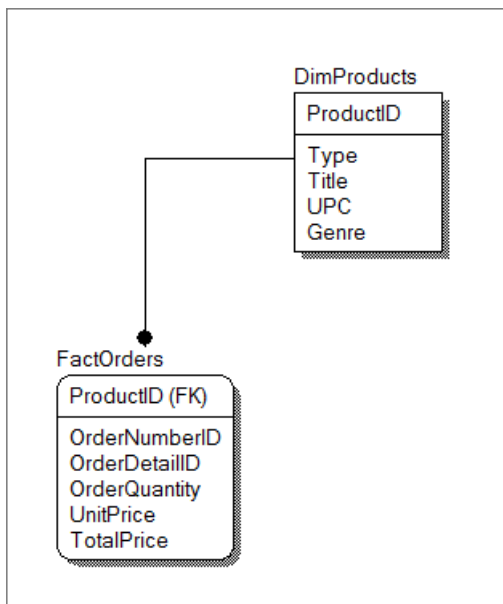 DimProducts
ProductID
Type
Title
UPC
Genre
FactOrders
ProductID (FK)
OrderNumberID
OrderDetailID
OrderQuantity
UnitPrice
TotalPrice